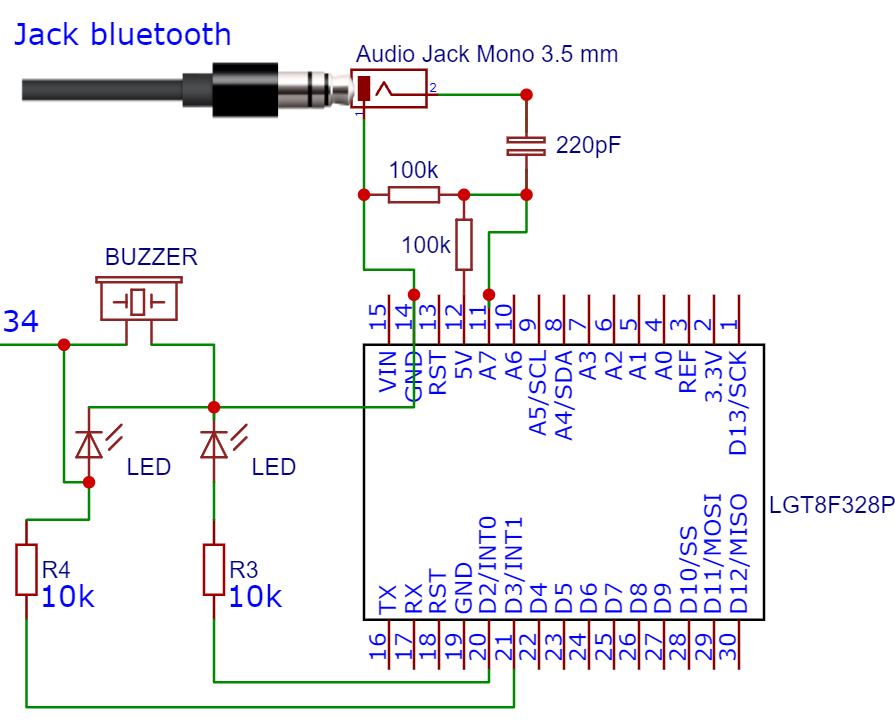 Jack bluetooth
Audio Jack Mono 3.5 mm
2
1
220pF
100k
100k
BUZZER
34
15
14
13
12
11
10
9
8
7
6
5
4
3
2
1
VIN
GND
RST
5V
A7
A6
A5/SCL
A4/SDA
A3
A2
A1
A0
REF
3.3V
D13/SCK
LED
LED
LGT8F328P
R4
10k
R3
10k
TX
RX
RST
GND
D2/INT0
D3/INT1
D4
D5
D6
D7
D8
D9
D10/SS
D11/MOSI
D12/MISO
16
17
18
19
20
21
22
23
24
25
26
27
28
29
30